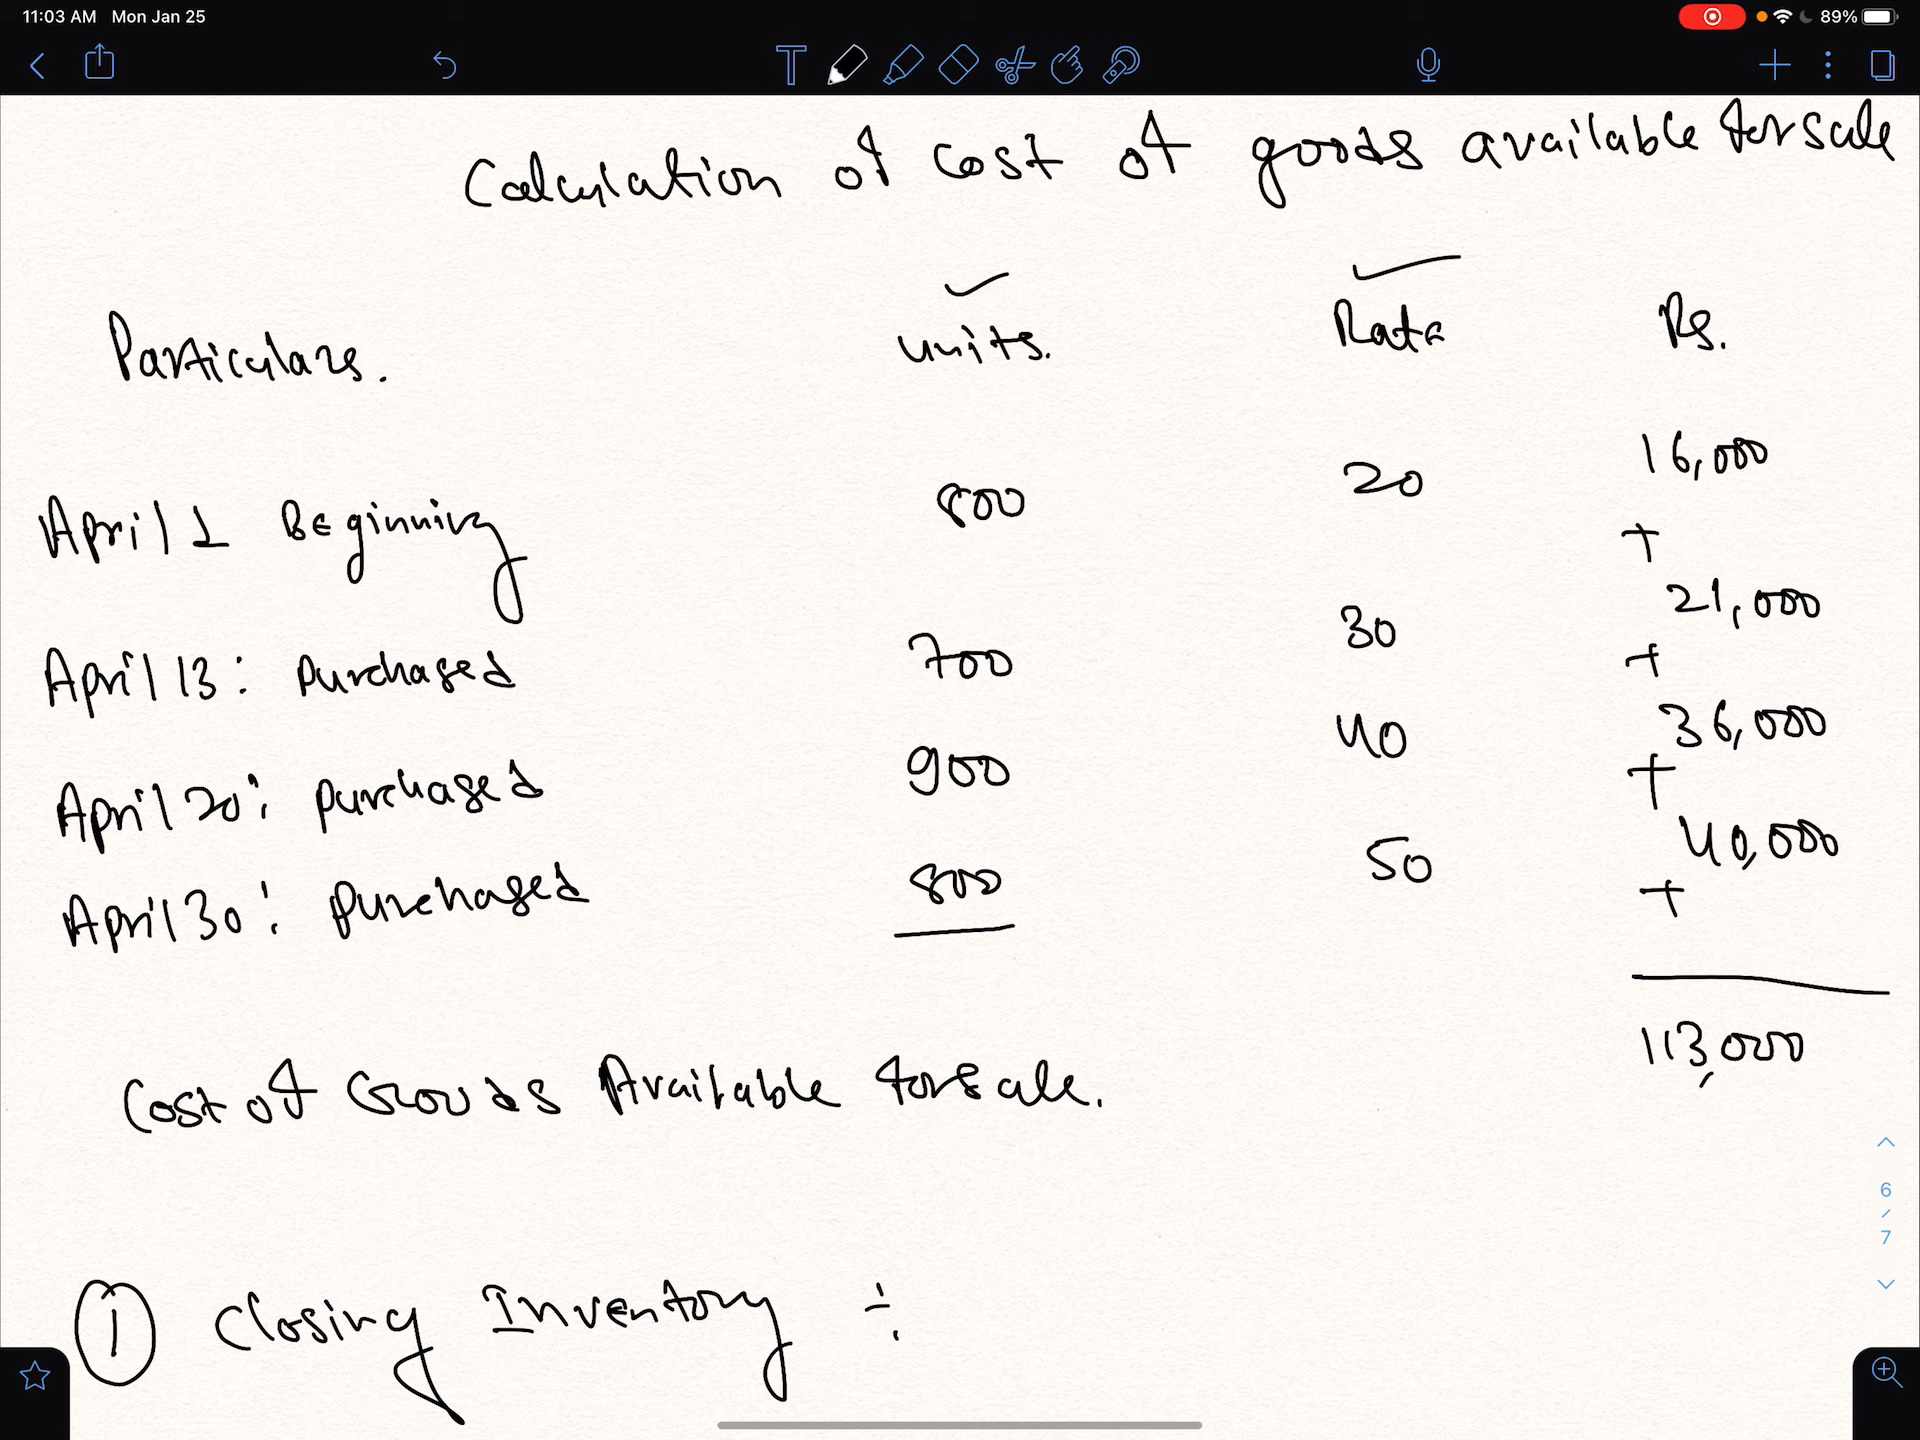 11:03 AM Mon Jan 25
89%
Calculation of cost of goods available for sale
Particulars. units. Rate Rs.
April 1 Beginning 800 20 16,000
+
April 13: Purchased 700 30 21,000
+
April 20: purchased 900 40 36,000
+
April 30: purchased 800 50 40,000
+
Cost of Goods Available for sale. 113,000
6
/
7
1 Closing Inventory ÷